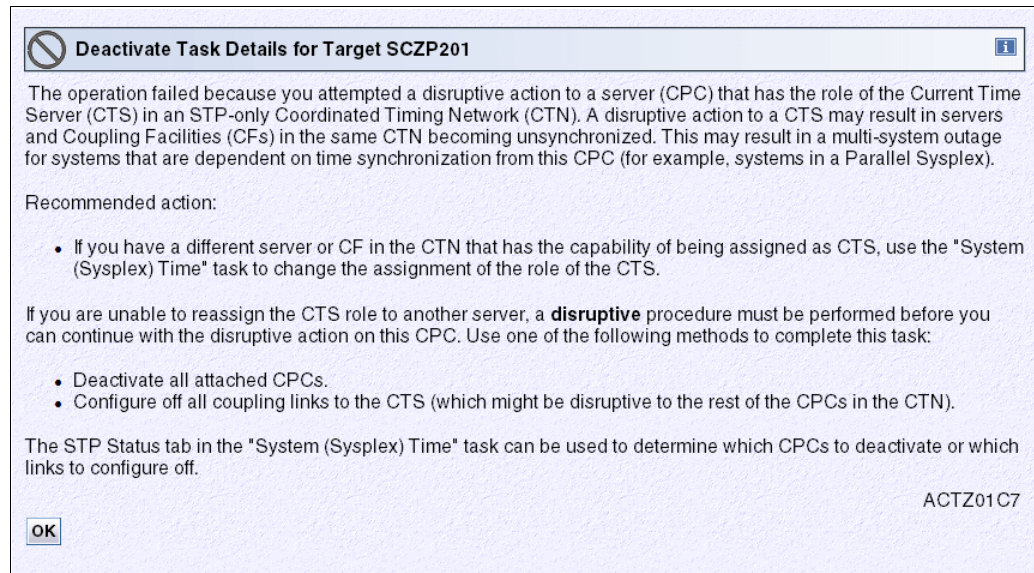 Deactivate Task Details for Target SCZP201
i
The operation failed because you attempted a disruptive action to a server (CPC) that has the role of the Current Time
Server (CTS) in an STP-only Coordinated Timing Network (CTN). A disruptive action to a CTS may result in servers
and Coupling Facilities (CFs) in the same CTN becoming unsynchronized. This may result in a multi-system outage
for systems that are dependent on time synchronization from this CPC (for example, systems in a Parallel Sysplex).
Recommended action:
• If you have a different server or CF in the CTN that has the capability of being assigned as CTS, use the "System
(Sysplex) Time" task to change the assignment of the role of the CTS.
If you are unable to reassign the CTS role to another server, a disruptive procedure must be performed before you
can continue with the disruptive action on this CPC. Use one of the following methods to complete this task:
• Deactivate all attached CPCs.
• Configure off all coupling links to the CTS (which might be disruptive to the rest of the CPCs in the CTN).
The STP Status tab in the "System (Sysplex) Time" task can be used to determine which CPCs to deactivate or which
links to configure off.
ACTZ01C7
OK